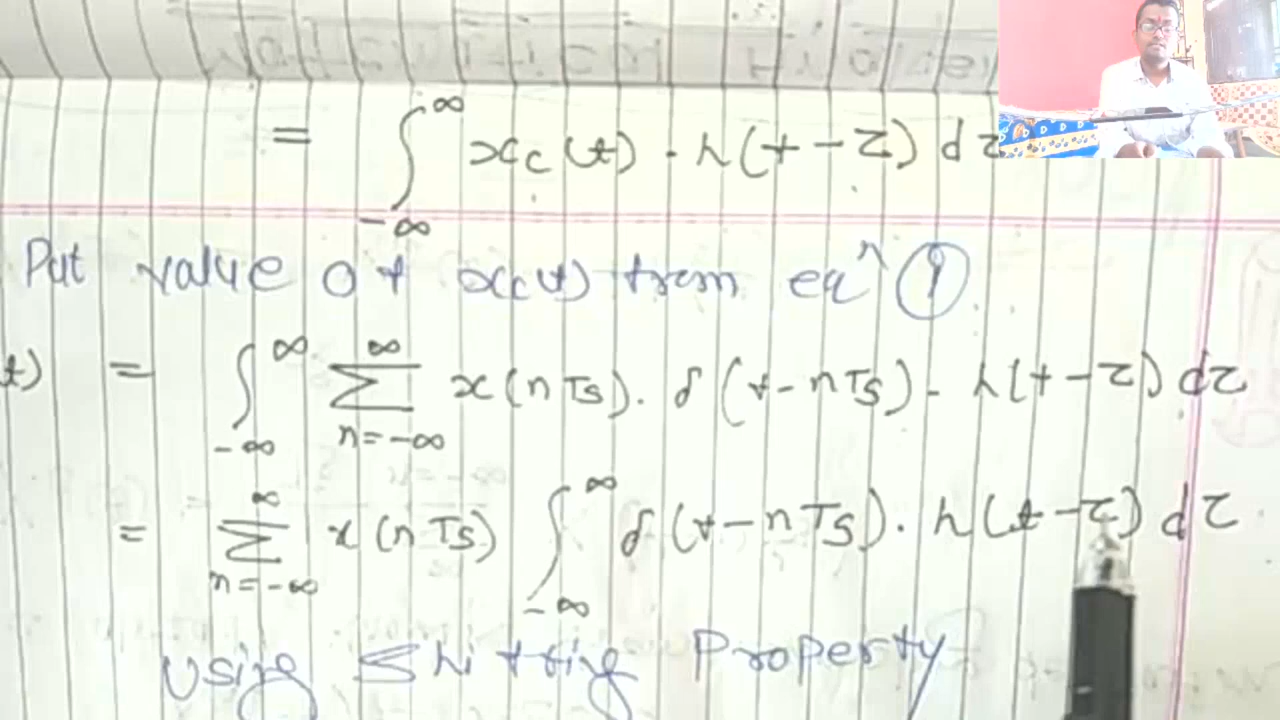 = ∫_{-∞}^{∞} x_c(t) . h(t-τ) dτ
Put value of x_c(t) from eqⁿ ①
t) = ∫_{-∞}^{∞} Σ_{n=-∞}^{∞} x(nTs) . δ(t-nTs) . h(t-τ) dτ
= Σ_{n=-∞}^{∞} x(nTs) ∫_{-∞}^{∞} δ(t-nTs) . h(t-τ) dτ
using Shifting Property